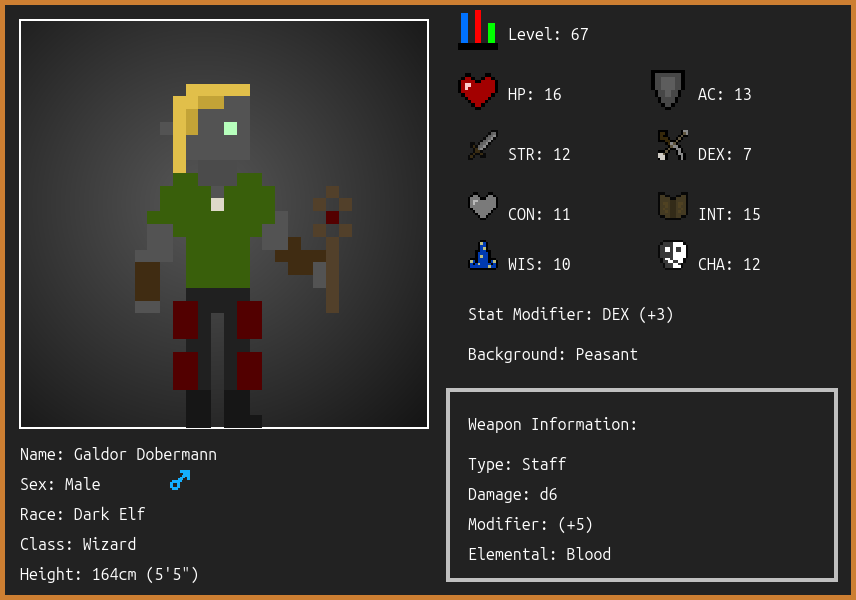 Level: 67
HP: 16
AC: 13
STR: 12
DEX: 7
CON: 11
INT: 15
WIS: 10
CHA: 12
Stat Modifier: DEX (+3)
Background: Peasant
Weapon Information:
Type: Staff
Damage: d6
Modifier: (+5)
Elemental: Blood
Name: Galdor Dobermann
Sex: Male
Race: Dark Elf
Class: Wizard
Height: 164cm (5'5")